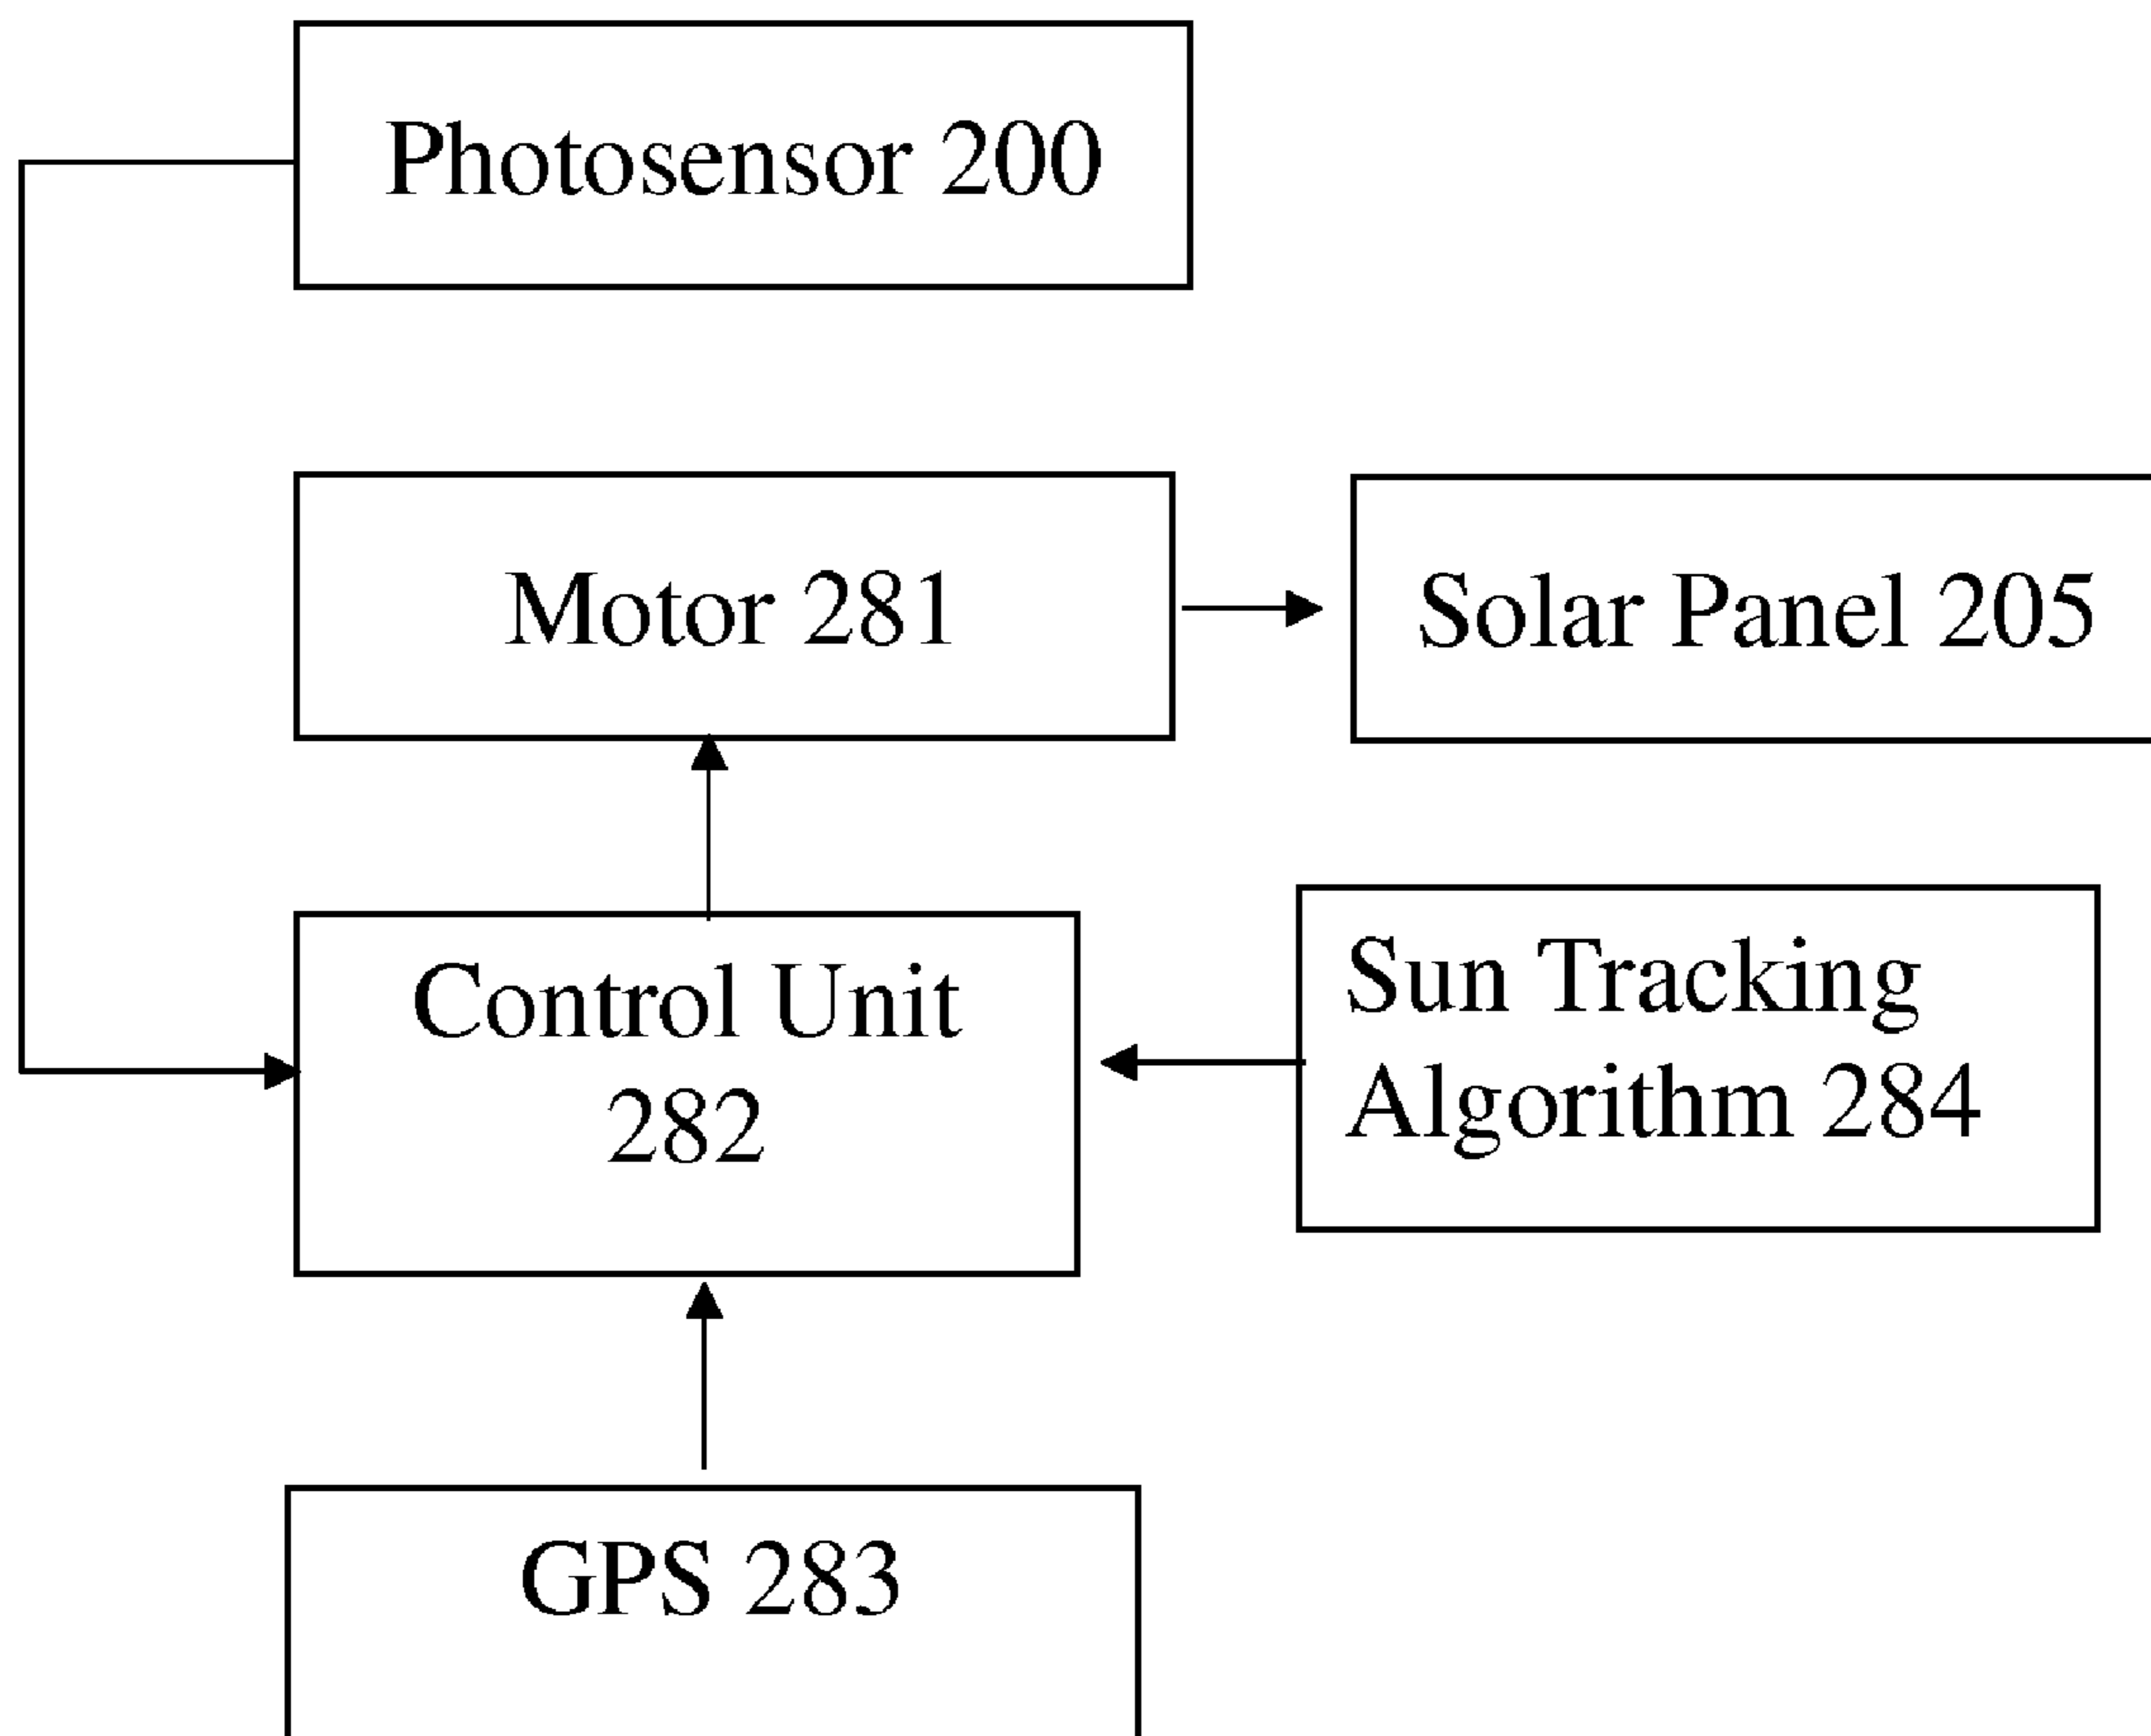 Photosensor 200
Motor 281
Solar Panel 205
Control Unit
282
Sun Tracking
Algorithm 284
GPS 283